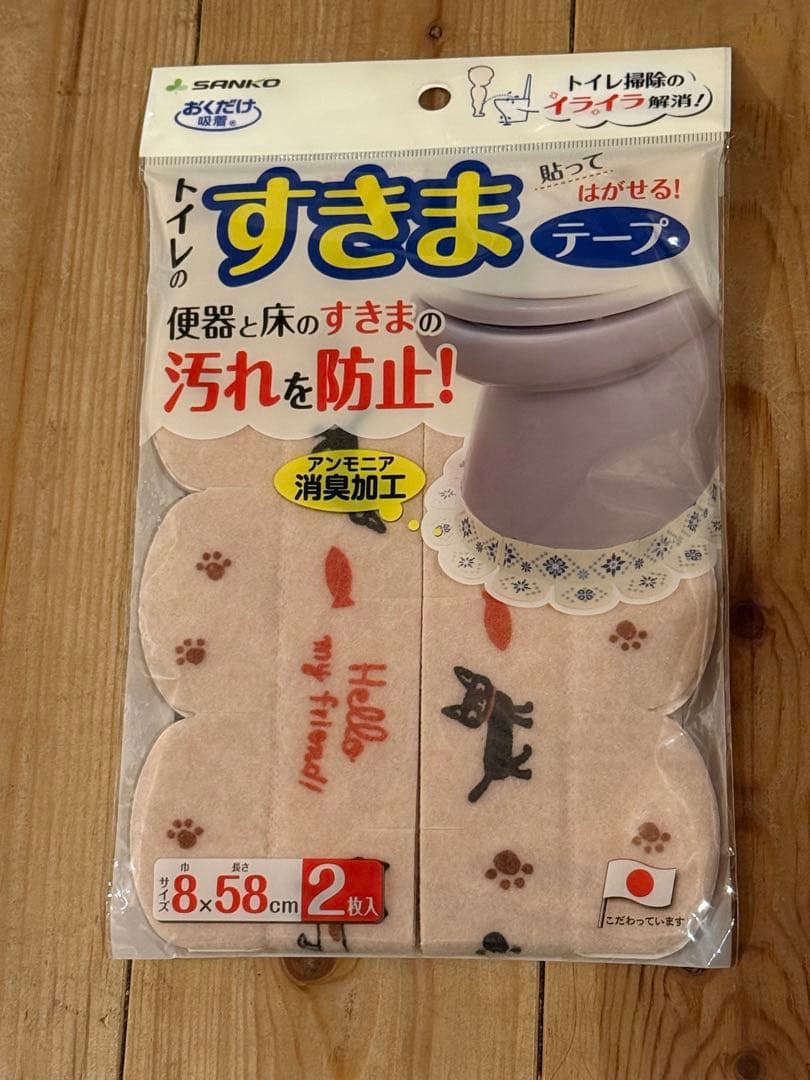 SANKO
おくだけ
吸着®
トイレ掃除の
イライラ解消!
トイレの
すきま
貼って
はがせる!
テープ
便器と床のすきまの
汚れを防止!
アンモニア
消臭加工
Hello
my friend!
サイズ
巾 長さ
8×58cm
2枚入
こだわっています